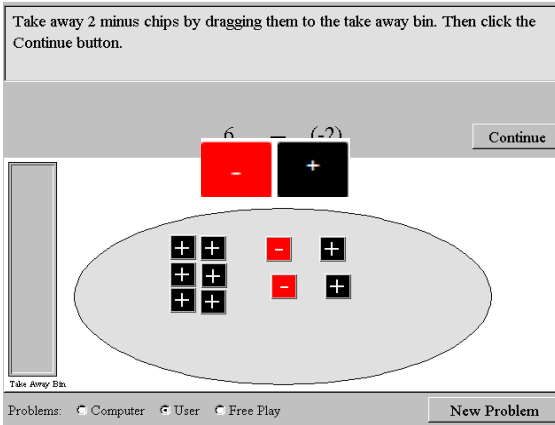 Take away 2 minus chips by dragging them to the take away bin. Then click the
Continue button.
6 – (-2)
Continue
- +
+ + - +
+ + - +
+ +
Take Away Bin
Problems: Computer User Free Play
New Problem